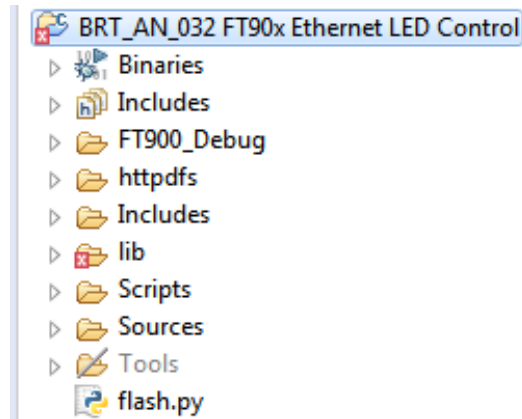 BRT_AN_032 FT90x Ethernet LED Control
Binaries
Includes
FT900_Debug
httpdfs
Includes
lib
Scripts
Sources
Tools
flash.py